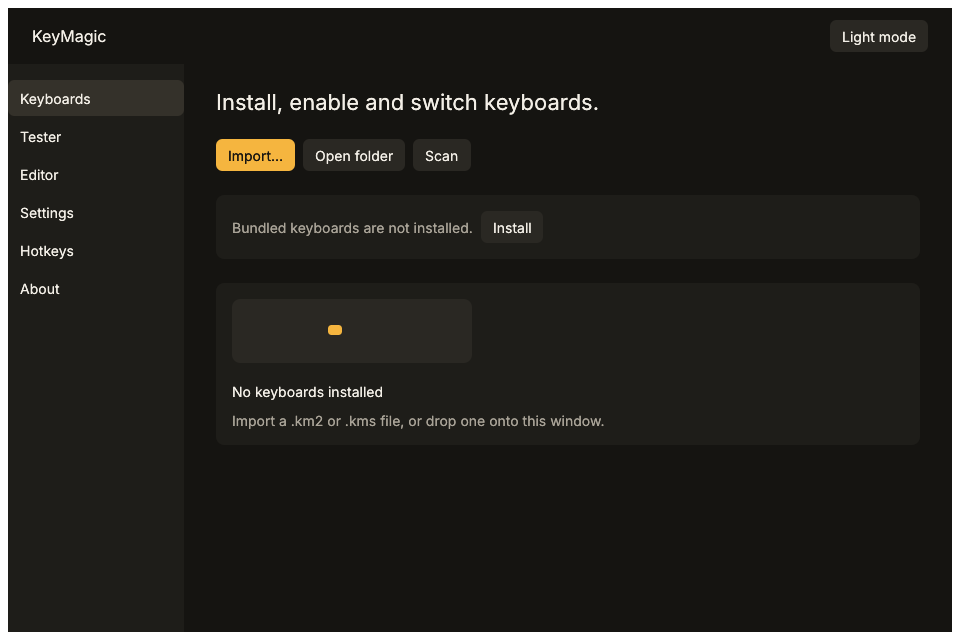 KeyMagic
Light mode
Keyboards
Tester
Editor
Settings
Hotkeys
About
Install, enable and switch keyboards.
Import...
Open folder
Scan
Bundled keyboards are not installed.
Install
No keyboards installed
Import a .km2 or .kms file, or drop one onto this window.